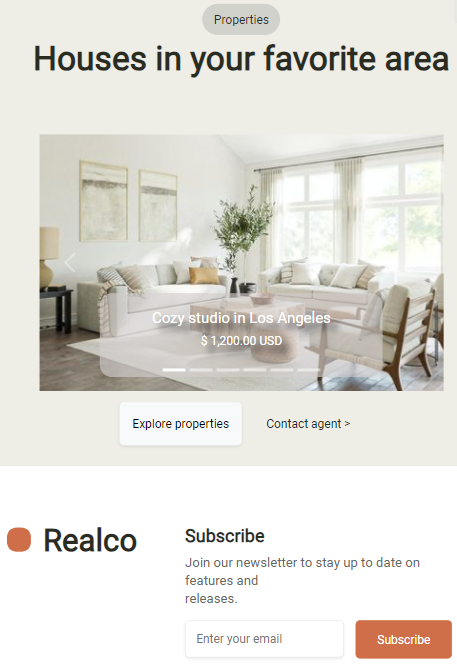 Properties
Houses in your favorite area
Cozy studio in Los Angeles
$ 1,200.00 USD
Explore properties
Contact agent >
Realco
Subscribe
Join our newsletter to stay up to date on
features and
releases.
Enter your email
Subscribe